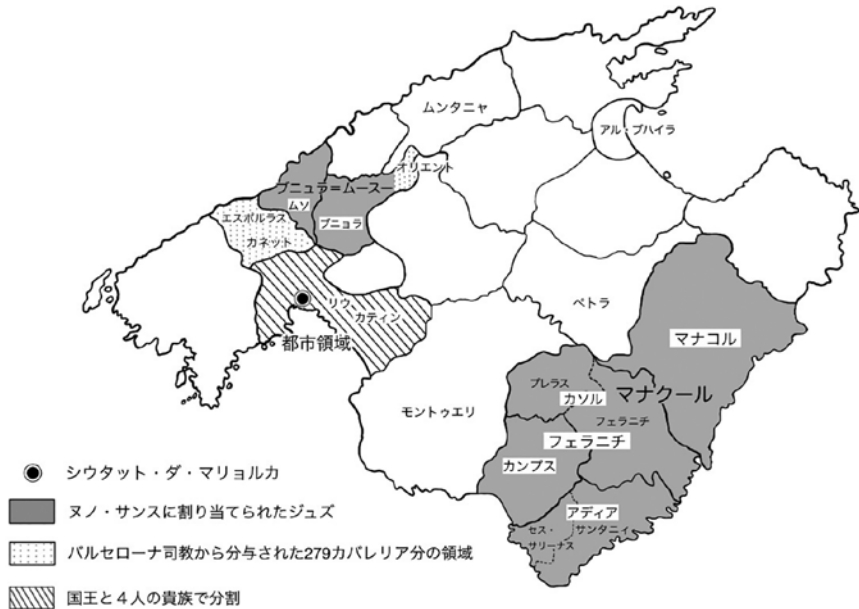 ムンタニャ
アル・ブハイラ
オリエント
ブニュラ=ムースー
ムソ
ブニョラ
エスポルラス
カネット
リウ、カティン
都市領域
ペトラ
マナコル
プレラス
カソル
マナクール
モントゥエリ
フェラニチ
フェラニチ
カンプス
アディア
セス・
サリーナス
サンタニィ
シウタット・ダ・マリョルカ
ヌノ・サンスに割り当てられたジュズ
バルセローナ司教から分与された279カバレリア分の領域
国王と4人の貴族で分割